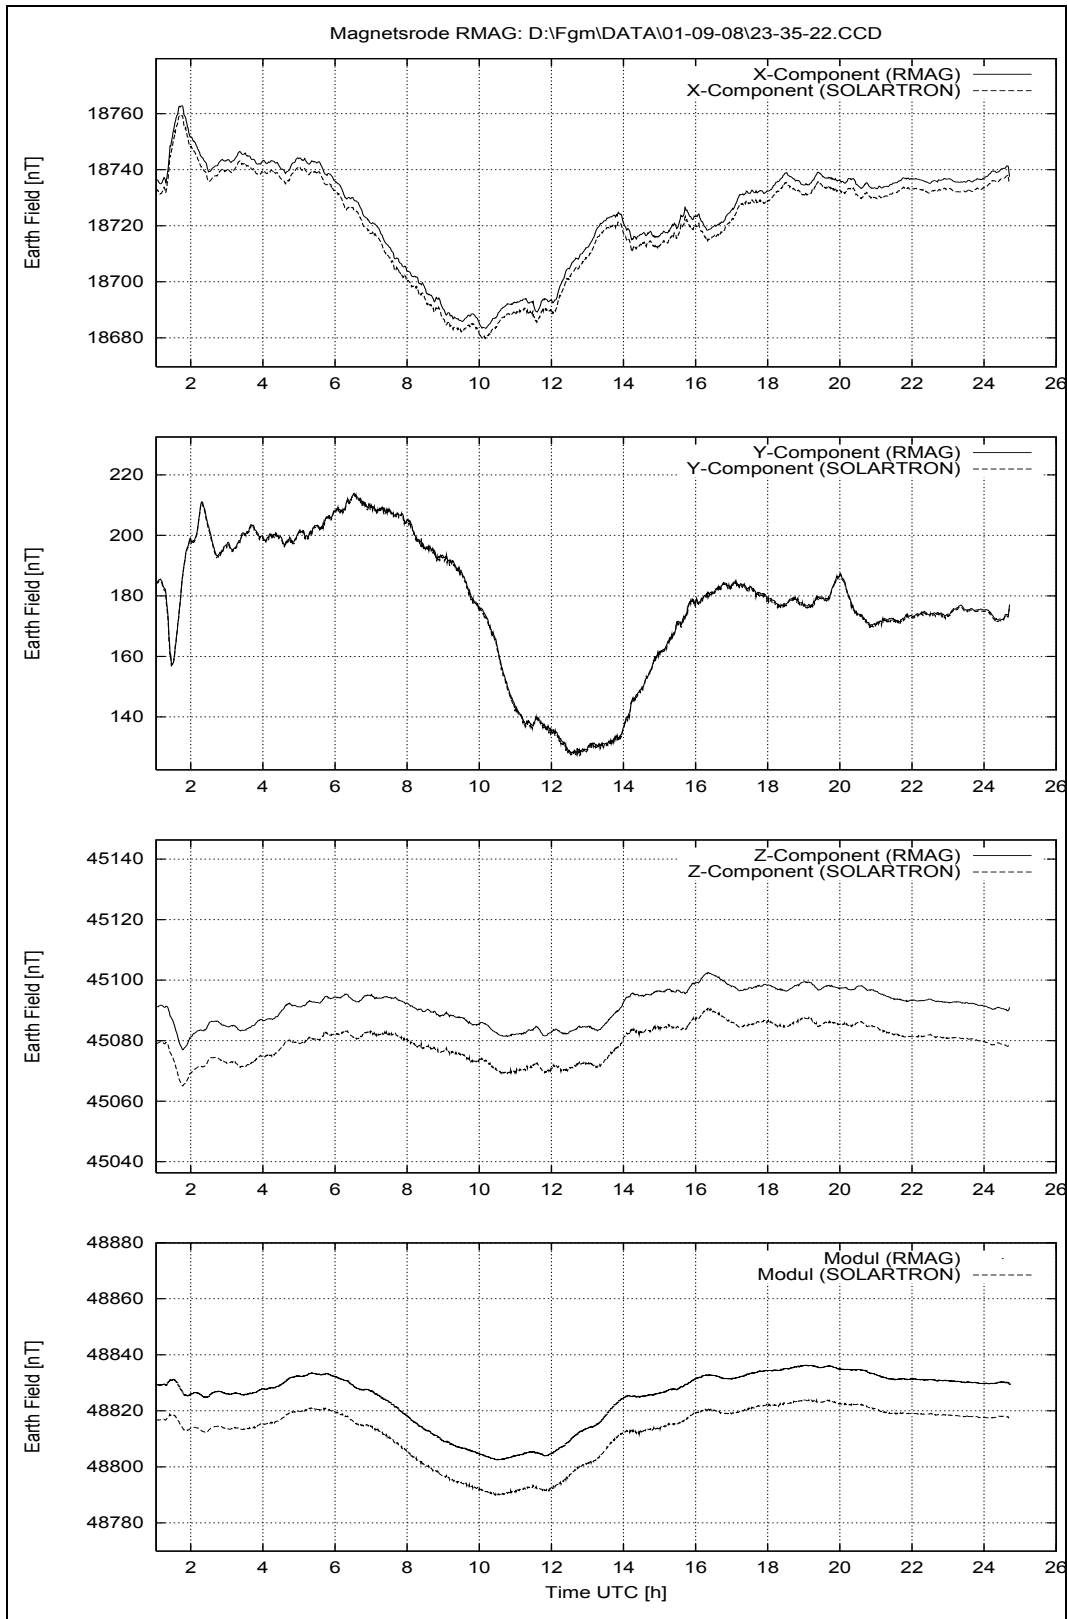 Magnetsrode RMAG: D:\Fgm\DATA\01-09-08\23-35-22.CCD
X-Component (RMAG)
X-Component (SOLARTRON)
Earth Field [nT]
18760
18740
18720
18700
18680
2 4 6 8 10 12 14 16 18 20 22 24 26
Y-Component (RMAG)
Y-Component (SOLARTRON)
Earth Field [nT]
220
200
180
160
140
2 4 6 8 10 12 14 16 18 20 22 24 26
Z-Component (RMAG)
Z-Component (SOLARTRON)
Earth Field [nT]
45140
45120
45100
45080
45060
45040
2 4 6 8 10 12 14 16 18 20 22 24 26
Modul (RMAG)
Modul (SOLARTRON)
Earth Field [nT]
48880
48860
48840
48820
48800
48780
2 4 6 8 10 12 14 16 18 20 22 24 26
Time UTC [h]